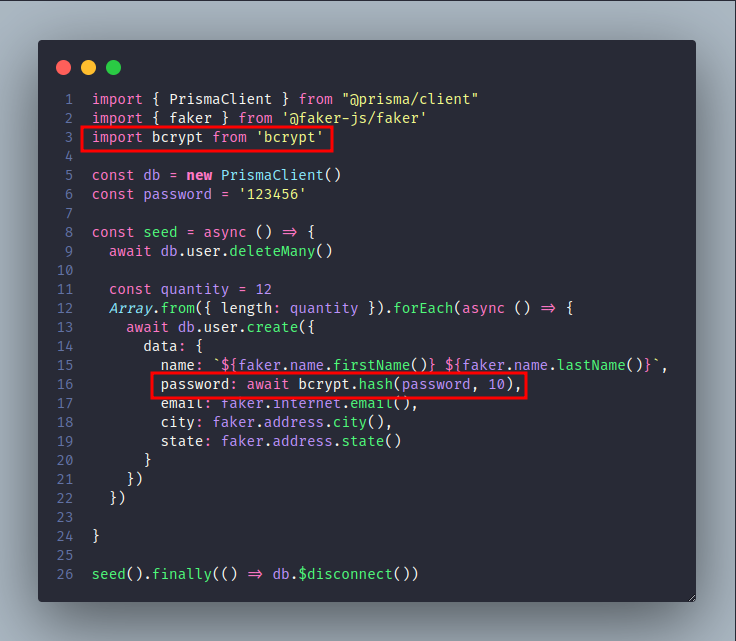 1 import { PrismaClient } from "@prisma/client"
2 import { faker } from '@faker-js/faker'
3 import bcrypt from 'bcrypt'
4
5 const db = new PrismaClient()
6 const password = '123456'
7
8 const seed = async () => {
9   await db.user.deleteMany()
10
11   const quantity = 12
12   Array.from({ length: quantity }).forEach(async () => {
13     await db.user.create({
14       data: {
15         name: `${faker.name.firstName()} ${faker.name.lastName()}`,
16         password: await bcrypt.hash(password, 10),
17         email: faker.internet.email(),
18         city: faker.address.city(),
19         state: faker.address.state()
20       }
21     })
22   })
23
24 }
25
26 seed().finally(() => db.$disconnect())